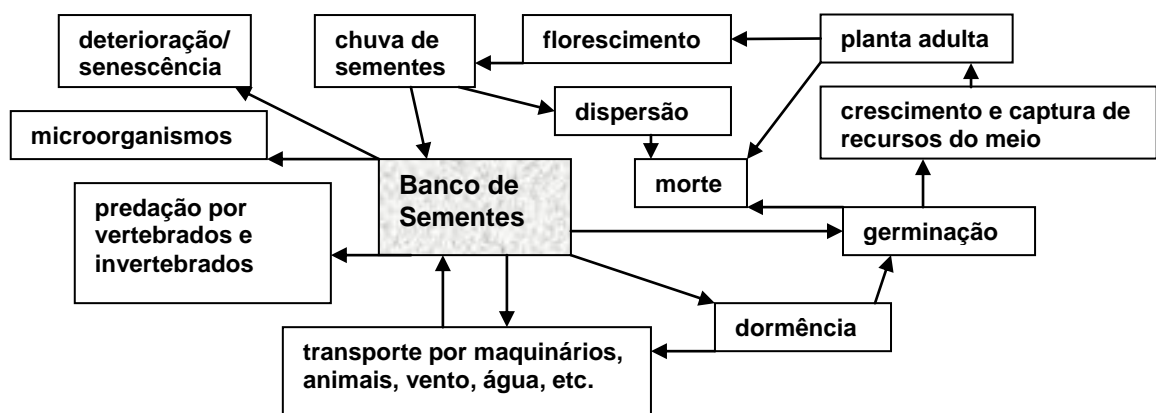 deterioração/
senescência
chuva de
sementes
florescimento
planta adulta
dispersão
crescimento e captura de
recursos do meio
microorganismos
Banco de
Sementes
morte
predação por
vertebrados e
invertebrados
germinação
dormência
transporte por maquinários,
animais, vento, água, etc.